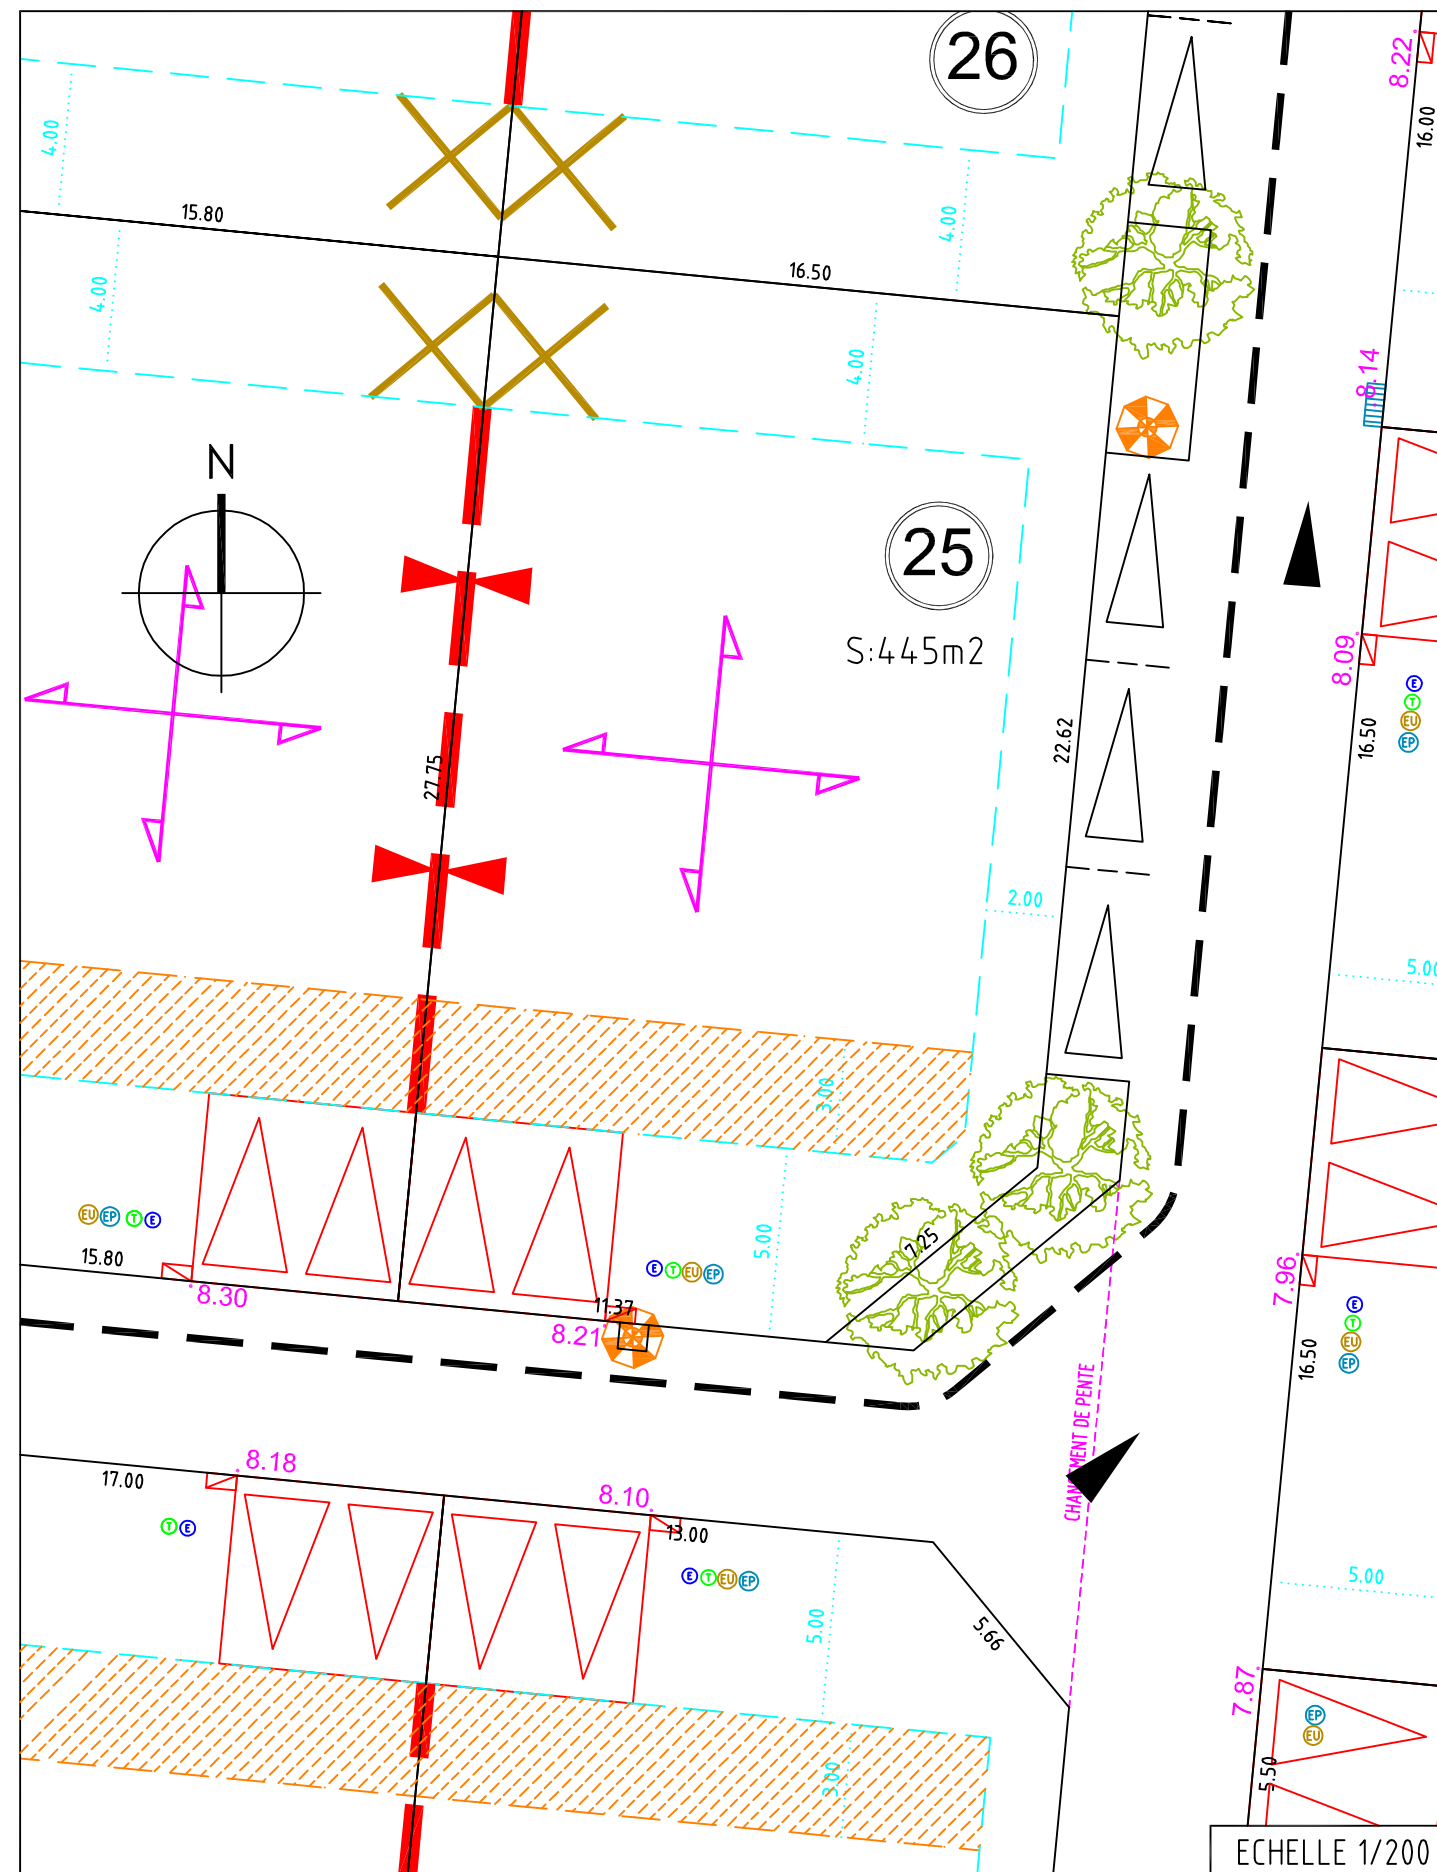 26
8.22
16.00
4.00
15.80
4.00
4.00
16.50
4.00
8.14
N
25
S:445m2
8.09
E
T
EU
EP
16.50
22.62
27.75
2.00
5.00
3.00
EU EP T E
15.80
5.00
7.25
E T EU EP
8.30
11.37
8.21
7.96
E
T
EU
EP
16.50
CHANGEMENT DE PENTE
8.18
17.00
8.10
13.00
T E
E T EU EP
5.00
5.00
5.66
7.87
EP
EU
3.00
5.50
ECHELLE 1/200